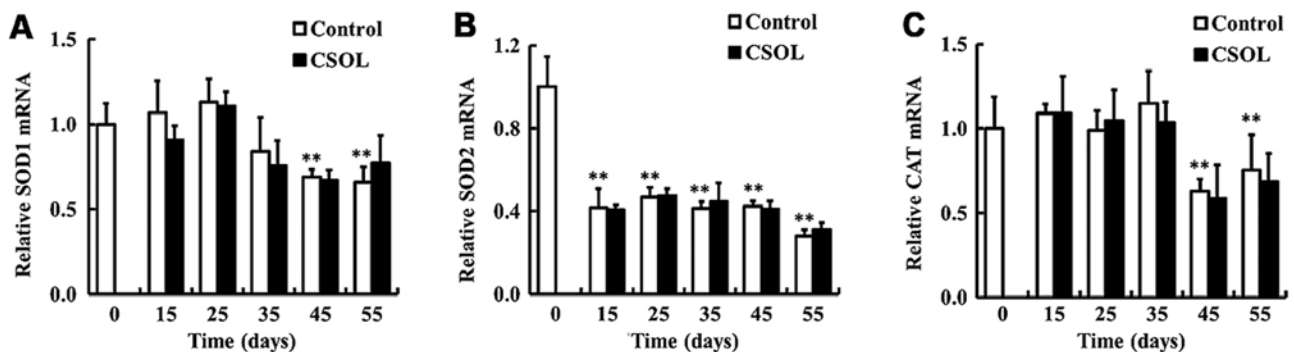 A
Relative SOD1 mRNA
1.5
1.0
0.5
0.0
Control
CSOL
** **
0 15 25 35 45 55
Time (days)
B
Relative SOD2 mRNA
1.2
0.8
0.4
0.0
Control
CSOL
** ** ** ** **
0 15 25 35 45 55
Time (days)
C
Relative CAT mRNA
1.5
1.0
0.5
0.0
Control
CSOL
** **
0 15 25 35 45 55
Time (days)